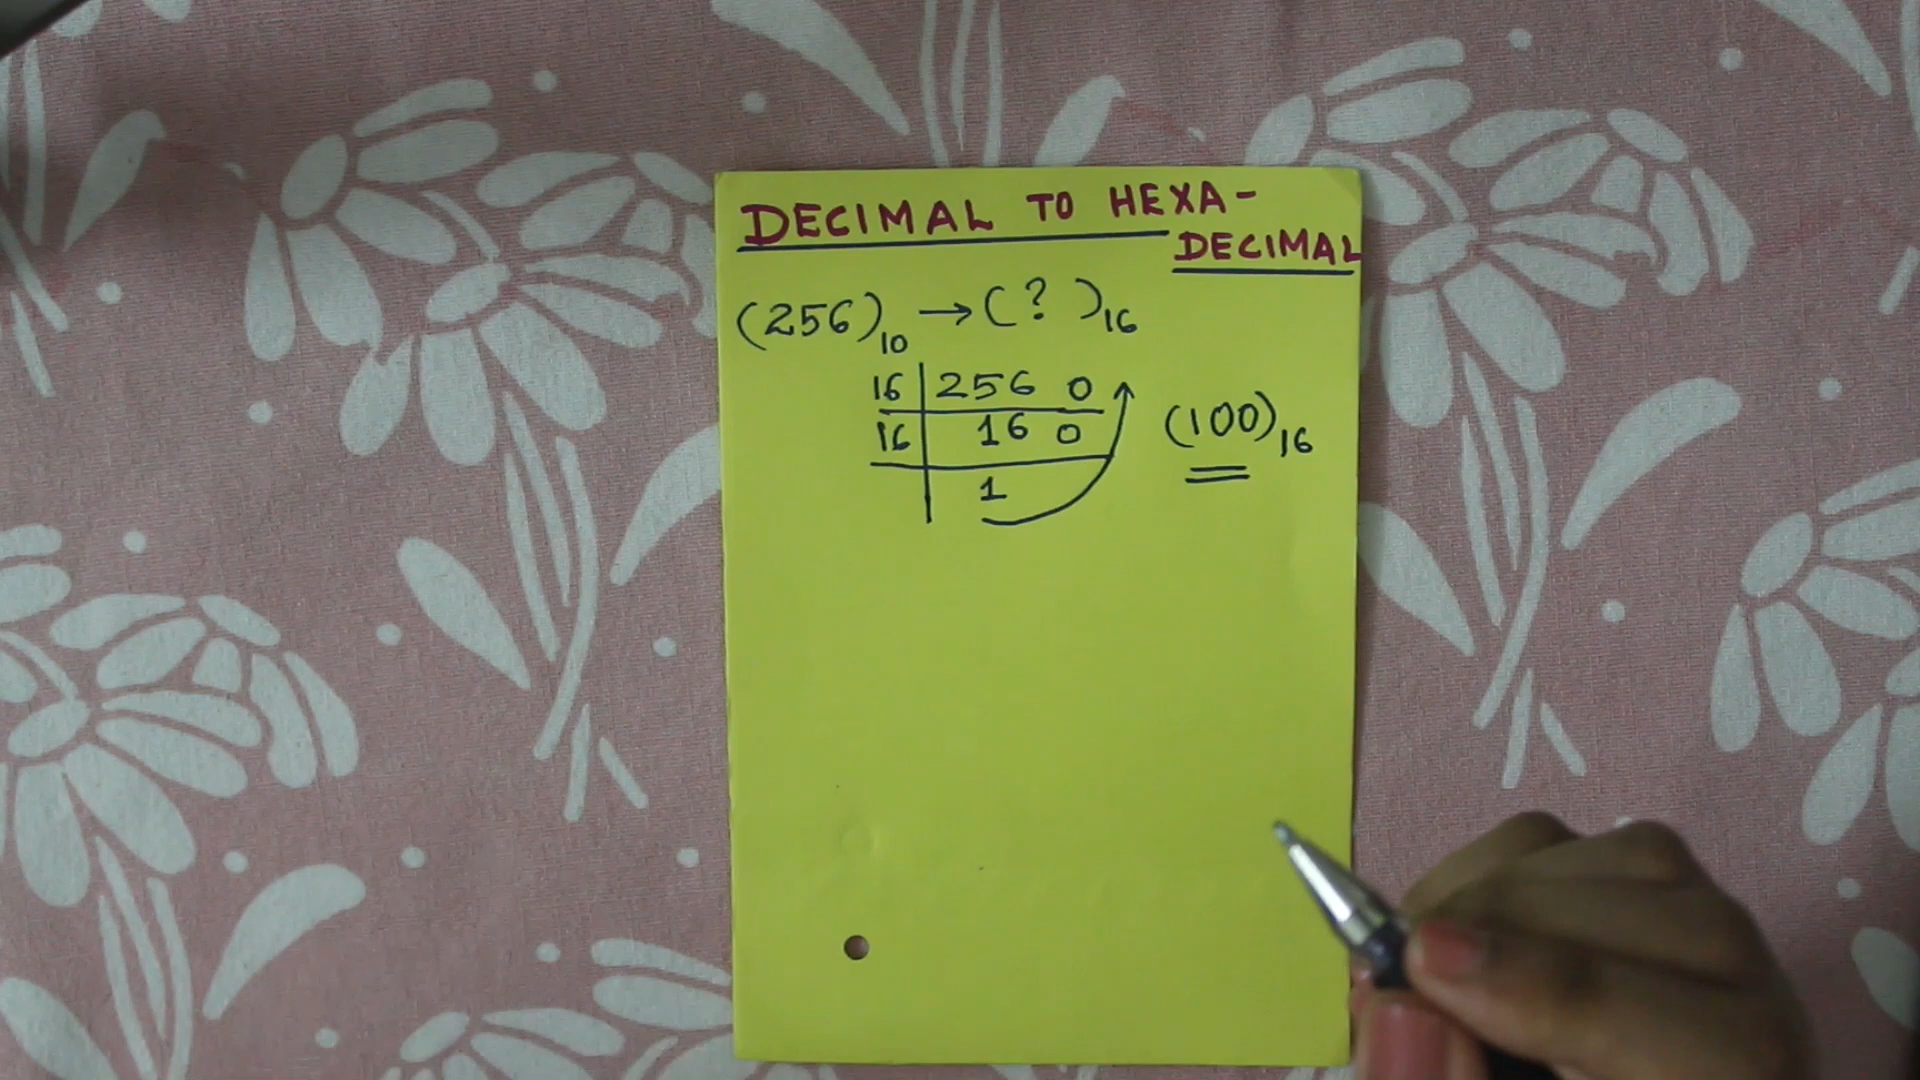 DECIMAL TO HEXA-
DECIMAL
(256)10 → (?)16
16 256 0
16 16 0
1
(100)16